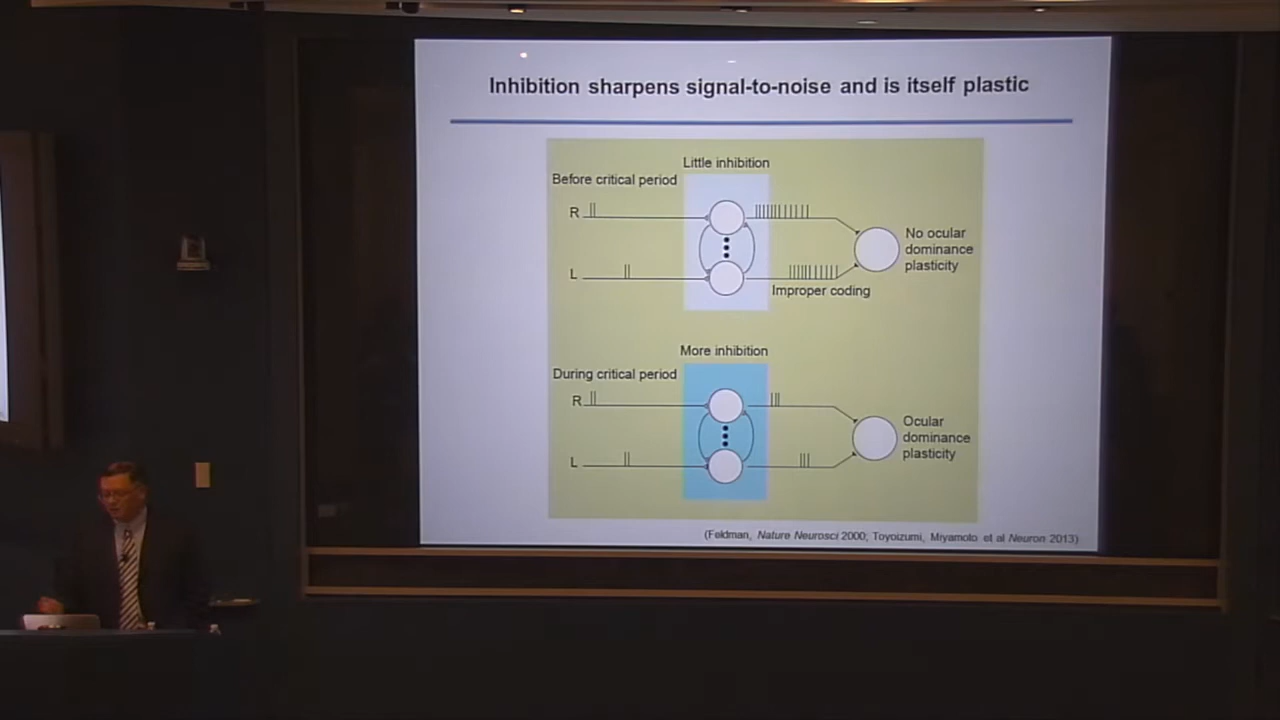 Inhibition sharpens signal-to-noise and is itself plastic
Little inhibition
Before critical period
R
L
No ocular
dominance
plasticity
Improper coding
More inhibition
During critical period
R
L
Ocular
dominance
plasticity
(Feldman, Nature Neurosci 2000; Toyoizumi, Miyamoto et al Neuron 2013)